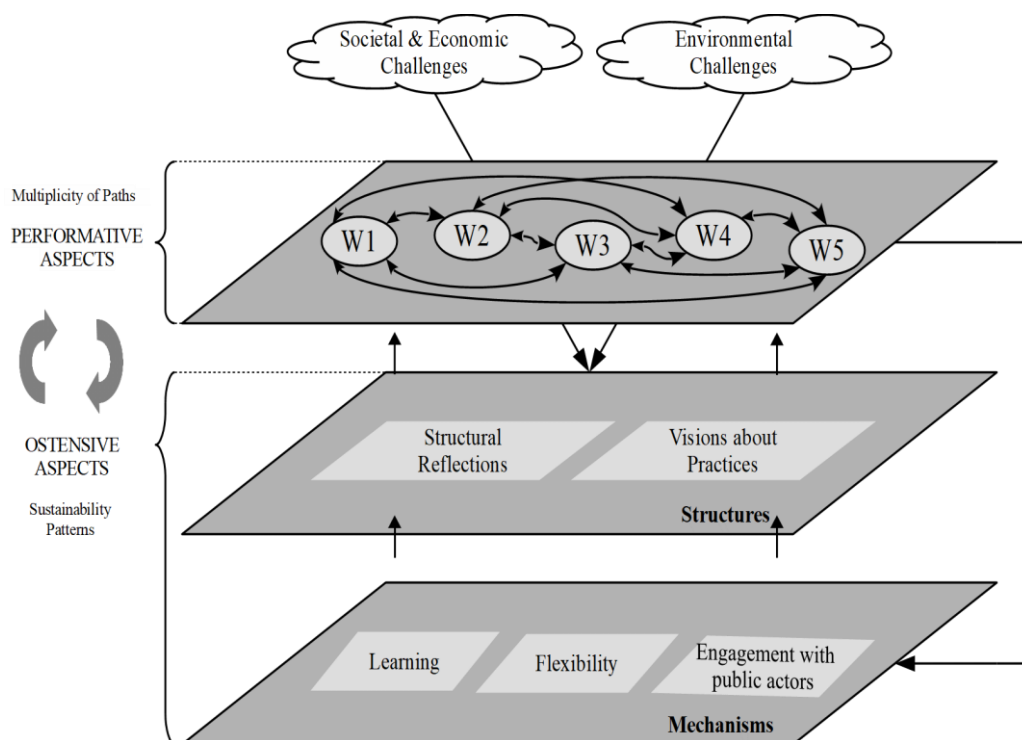 Societal & Economic
Challenges
Environmental
Challenges
Multiplicity of Paths
PERFORMATIVE
ASPECTS
W1
W2
W3
W4
W5
OSTENSIVE
ASPECTS
Sustainability
Patterns
Structural
Reflections
Visions about
Practices
Structures
Learning
Flexibility
Engagement with
public actors
Mechanisms